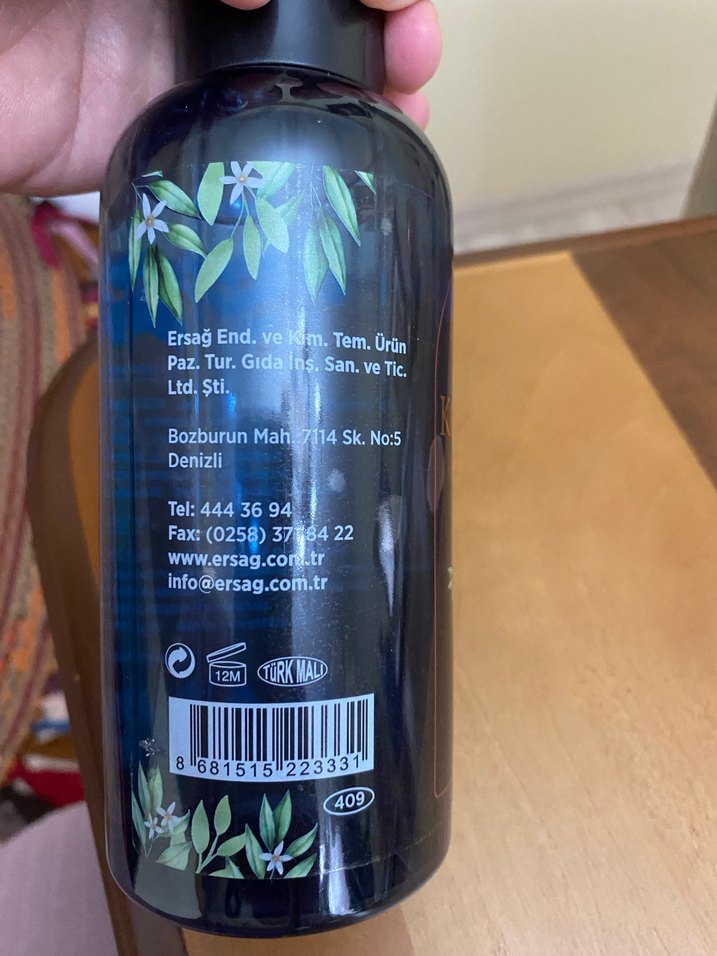 Ersağ End. ve Kim. Tem. Ürün
Paz. Tur. Gıda İnş. San. ve Tic.
Ltd. Şti.
Bozburun Mah. 7114 Sk. No:5
Denizli
Tel: 444 36 94
Fax: (0258) 371 84 22
www.ersag.com.tr
info@ersag.com.tr
12M
TÜRK MALI
8 681515 223331
409
K